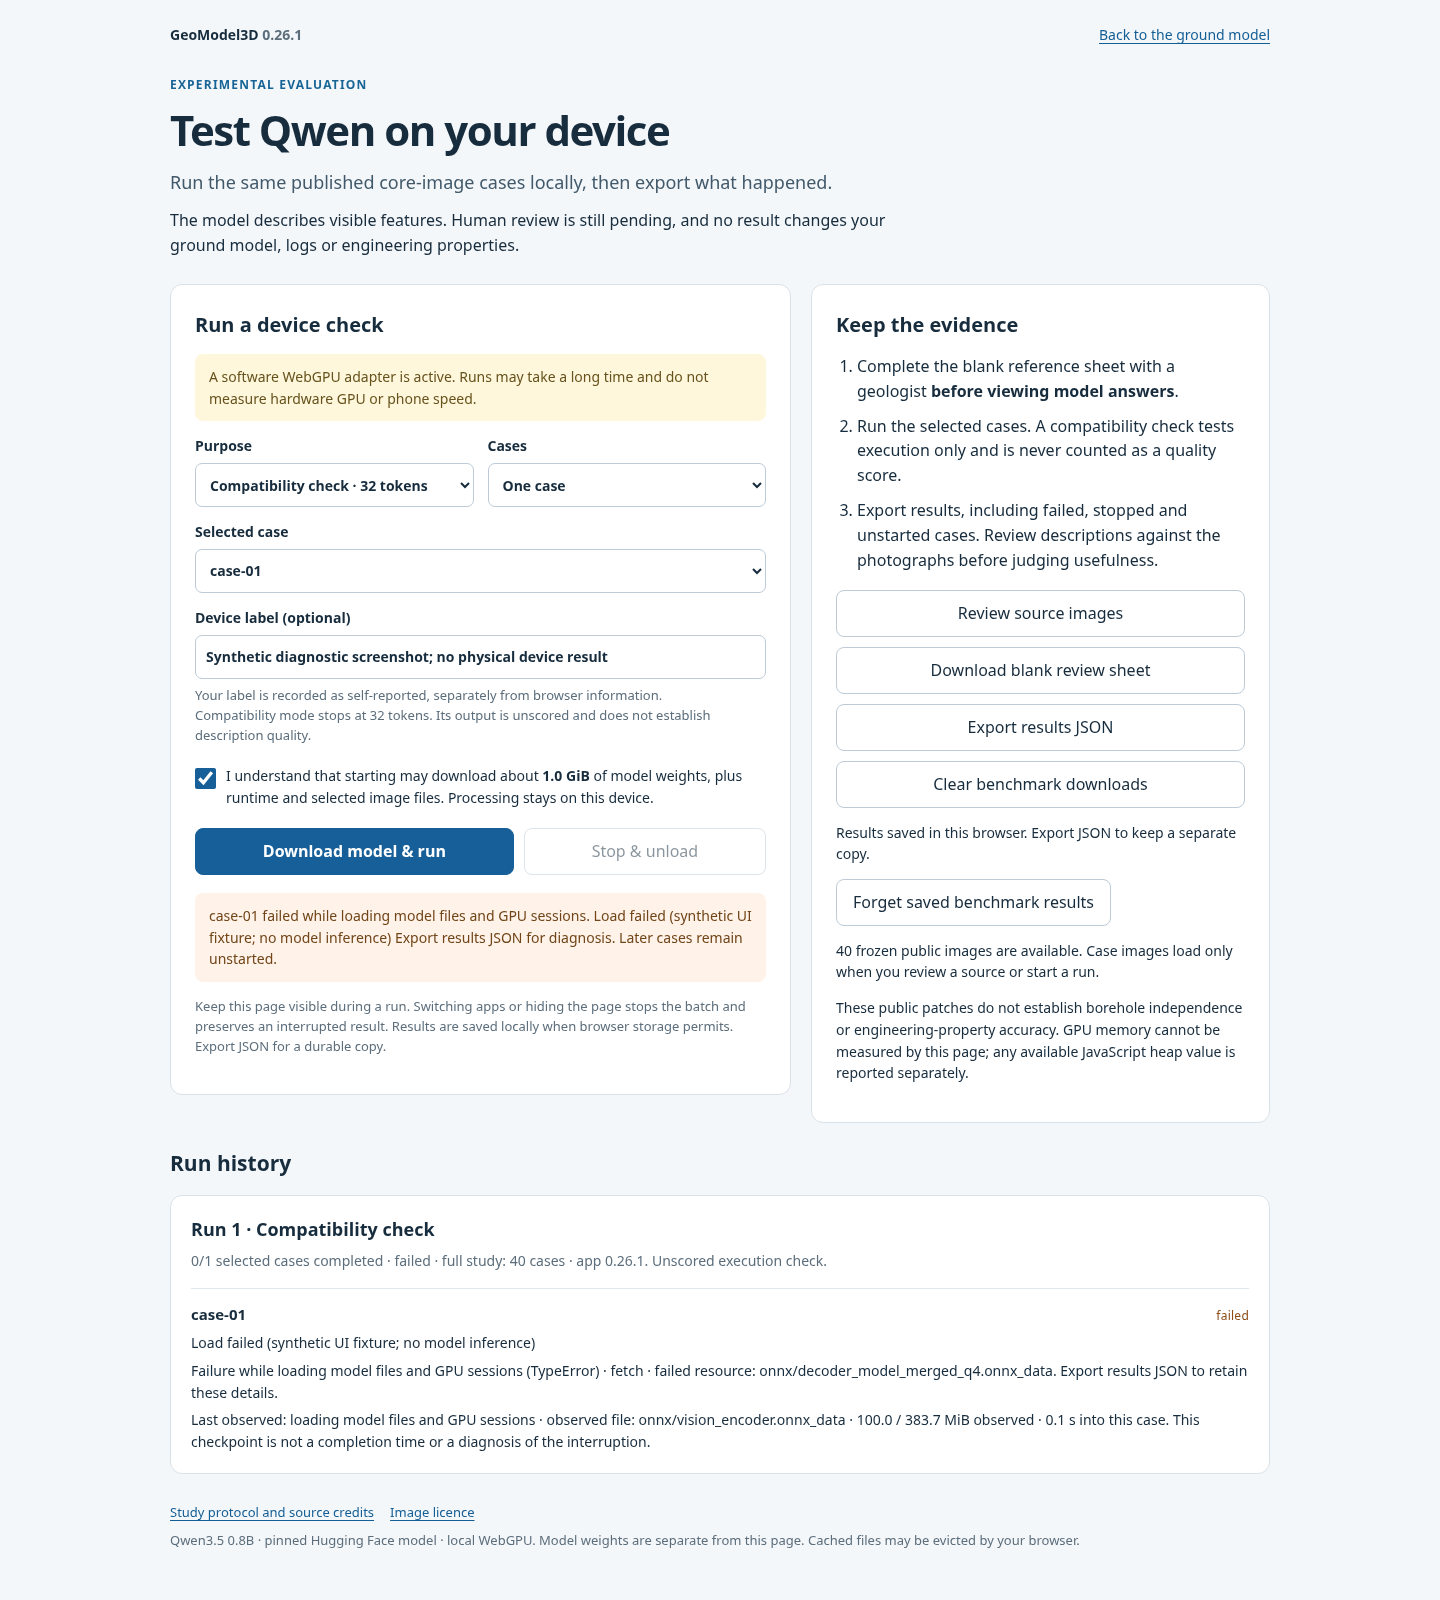 GeoModel3D 0.26.1
Back to the ground model
EXPERIMENTAL EVALUATION
Test Qwen on your device
Run the same published core-image cases locally, then export what happened.
The model describes visible features. Human review is still pending, and no result changes your
ground model, logs or engineering properties.
Run a device check
A software WebGPU adapter is active. Runs may take a long time and do not
measure hardware GPU or phone speed.
Purpose
Cases
Compatibility check · 32 tokens
One case
Selected case
case-01
Device label (optional)
Synthetic diagnostic screenshot; no physical device result
Your label is recorded as self-reported, separately from browser information.
Compatibility mode stops at 32 tokens. Its output is unscored and does not establish
description quality.
I understand that starting may download about 1.0 GiB of model weights, plus
runtime and selected image files. Processing stays on this device.
Download model & run
Stop & unload
case-01 failed while loading model files and GPU sessions. Load failed (synthetic UI
fixture; no model inference) Export results JSON for diagnosis. Later cases remain
unstarted.
Keep this page visible during a run. Switching apps or hiding the page stops the batch and
preserves an interrupted result. Results are saved locally when browser storage permits.
Export JSON for a durable copy.
Keep the evidence
1. Complete the blank reference sheet with a
geologist before viewing model answers.
2. Run the selected cases. A compatibility check tests
execution only and is never counted as a quality
score.
3. Export results, including failed, stopped and
unstarted cases. Review descriptions against the
photographs before judging usefulness.
Review source images
Download blank review sheet
Export results JSON
Clear benchmark downloads
Results saved in this browser. Export JSON to keep a separate
copy.
Forget saved benchmark results
40 frozen public images are available. Case images load only
when you review a source or start a run.
These public patches do not establish borehole independence
or engineering-property accuracy. GPU memory cannot be
measured by this page; any available JavaScript heap value is
reported separately.
Run history
Run 1 · Compatibility check
0/1 selected cases completed · failed · full study: 40 cases · app 0.26.1. Unscored execution check.
case-01
failed
Load failed (synthetic UI fixture; no model inference)
Failure while loading model files and GPU sessions (TypeError) · fetch · failed resource: onnx/decoder_model_merged_q4.onnx_data. Export results JSON to retain
these details.
Last observed: loading model files and GPU sessions · observed file: onnx/vision_encoder.onnx_data · 100.0 / 383.7 MiB observed · 0.1 s into this case. This
checkpoint is not a completion time or a diagnosis of the interruption.
Study protocol and source credits
Image licence
Qwen3.5 0.8B · pinned Hugging Face model · local WebGPU. Model weights are separate from this page. Cached files may be evicted by your browser.